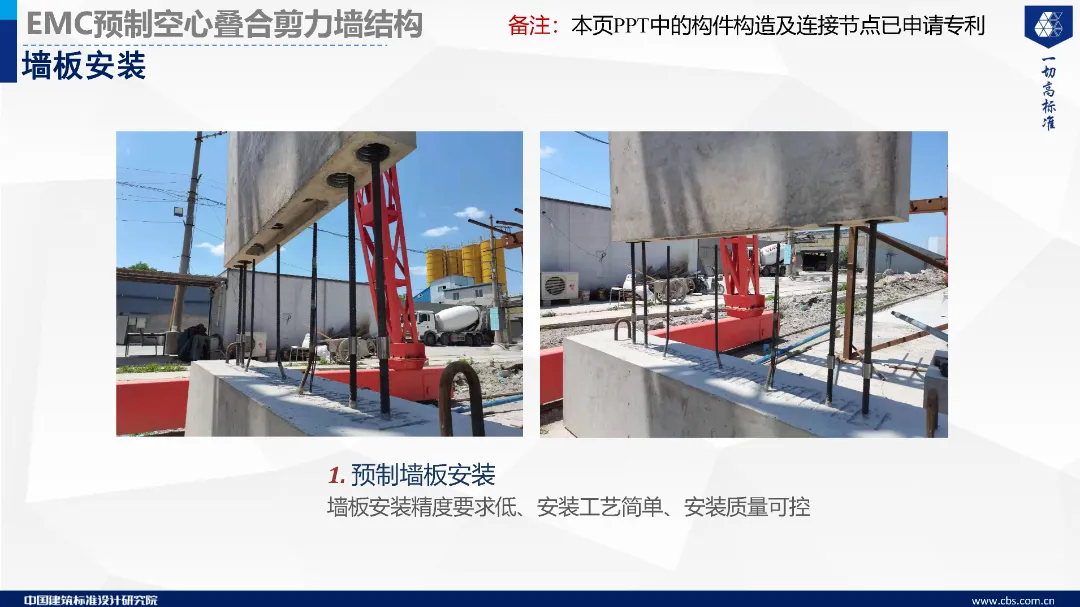 EMC预制空心叠合剪力墙结构
备注：本页PPT中的构件构造及连接节点已申请专利
墙板安装
一切高标准
1. 预制墙板安装
墙板安装精度要求低、安装工艺简单、安装质量可控
中国建筑标准设计研究院
www.cbs.com.cn